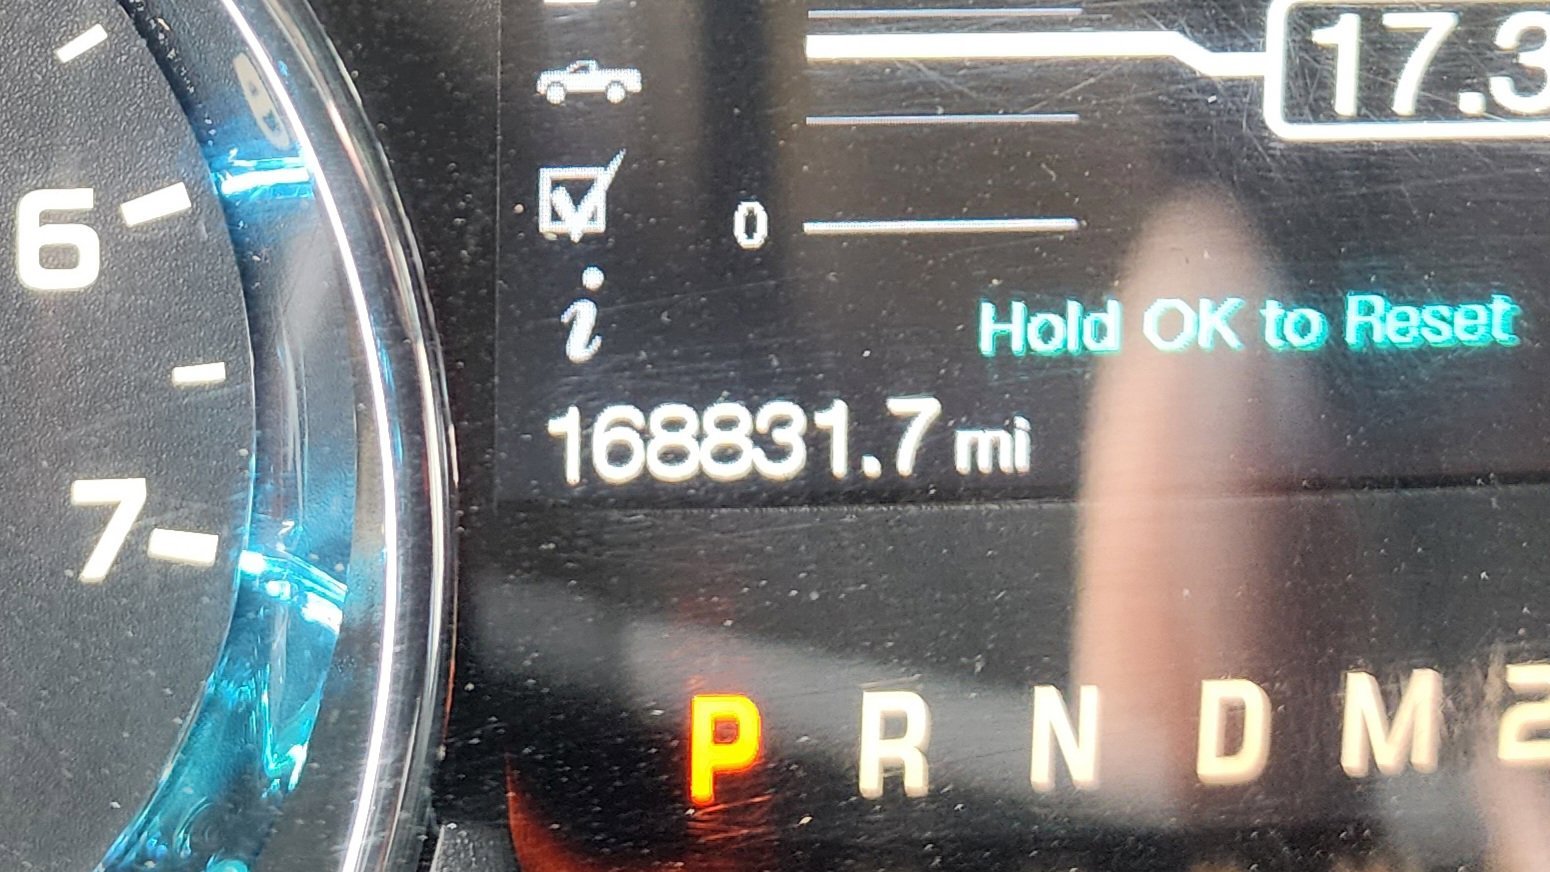 17.3
6
0
Hold OK to Reset
168831.7 mi
7
P R N D M